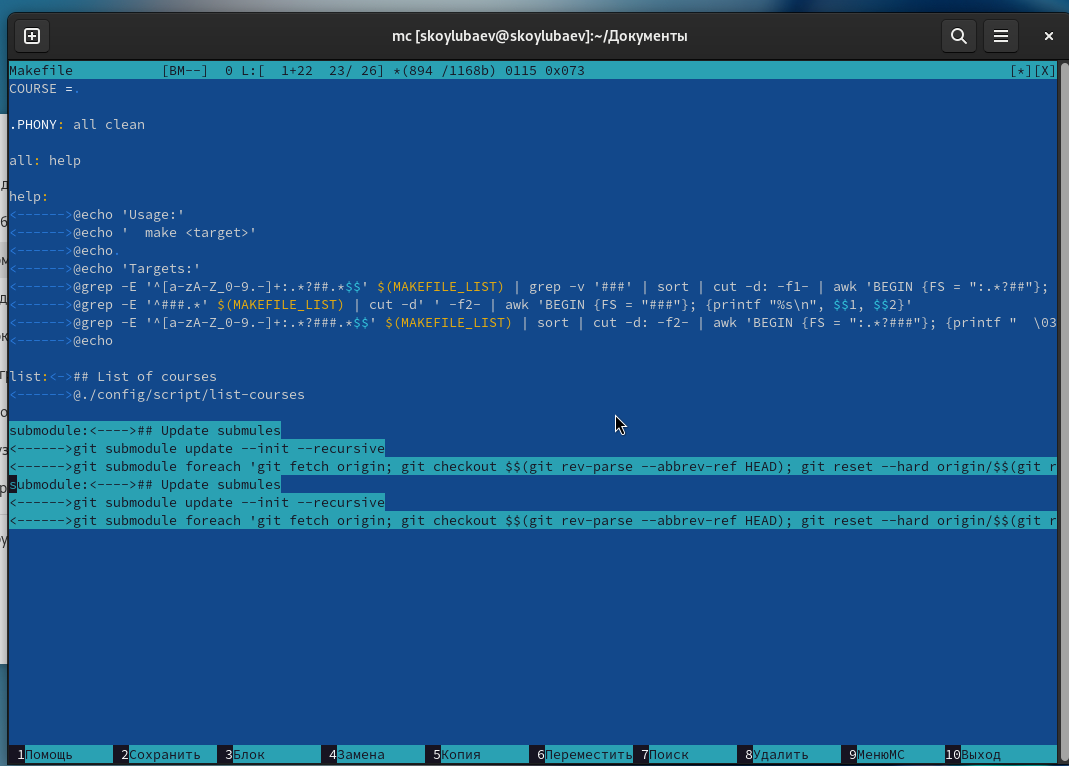 mc [skoylubaev@skoylubaev]:~/Документы
Makefile [BM--] 0 L:[ 1+22 23/ 26] *(894 /1168b) 0115 0x073 [*][X]
COURSE =.
.PHONY: all clean
all: help
help:
<------>@echo 'Usage:'
<------>@echo '  make <target>'
<------>@echo.
<------>@echo 'Targets:'
<------>@grep -E '^[a-zA-Z_0-9.-]+:.*?##.*$$' $(MAKEFILE_LIST) | grep -v '###' | sort | cut -d: -f1- | awk 'BEGIN {FS = ":.*?##"};
<------>@grep -E '^###.*' $(MAKEFILE_LIST) | cut -d' ' -f2- | awk 'BEGIN {FS = "###"}; {printf "%s\n", $$1, $$2}'
<------>@grep -E '^[a-zA-Z_0-9.-]+:.*?###.*$$' $(MAKEFILE_LIST) | sort | cut -d: -f2- | awk 'BEGIN {FS = ":.*?###"}; {printf "  \03
<------>@echo
list:<->## List of courses
<------>@./config/script/list-courses
submodule:<---->## Update submules
<------>git submodule update --init --recursive
<------>git submodule foreach 'git fetch origin; git checkout $$(git rev-parse --abbrev-ref HEAD); git reset --hard origin/$$(git r
submodule:<---->## Update submules
<------>git submodule update --init --recursive
<------>git submodule foreach 'git fetch origin; git checkout $$(git rev-parse --abbrev-ref HEAD); git reset --hard origin/$$(git r
1Помощь 2Сохранить 3Блок 4Замена 5Копия 6Переместить 7Поиск 8Удалить 9МенюМС 10Выход